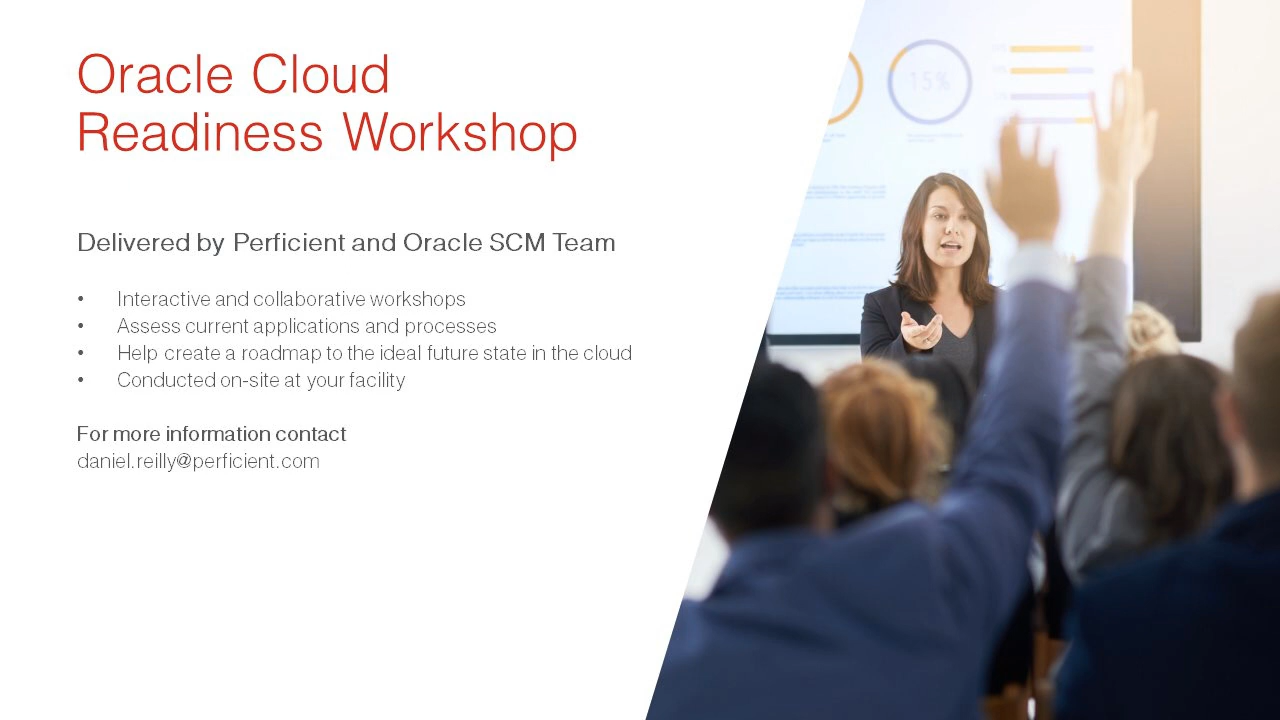 Oracle Cloud
Readiness Workshop
Delivered by Perficient and Oracle SCM Team
• Interactive and collaborative workshops
• Assess current applications and processes
• Help create a roadmap to the ideal future state in the cloud
• Conducted on-site at your facility
For more information contact
daniel.reilly@perficient.com
15%